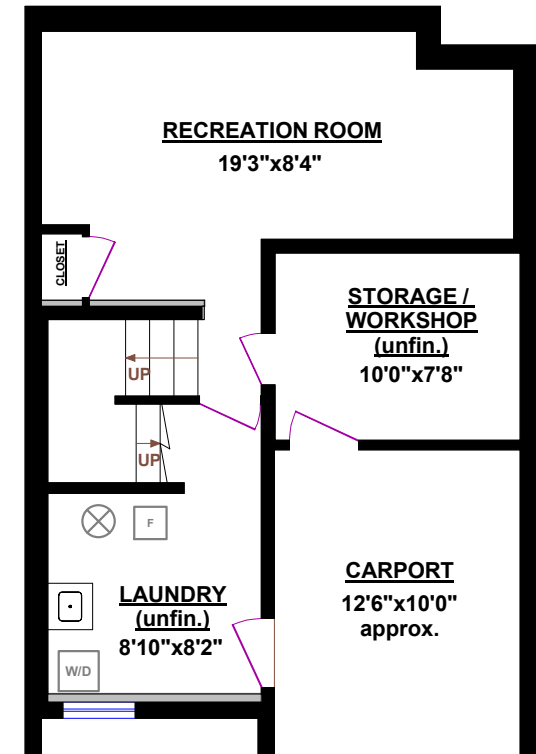 RECREATION ROOM
19'3"x8'4"
CLOSET
STORAGE /
WORKSHOP
(unfin.)
10'0"x7'8"
UP
UP
F
LAUNDRY
(unfin.)
8'10"x8'2"
W/D
CARPORT
12'6"x10'0"
approx.